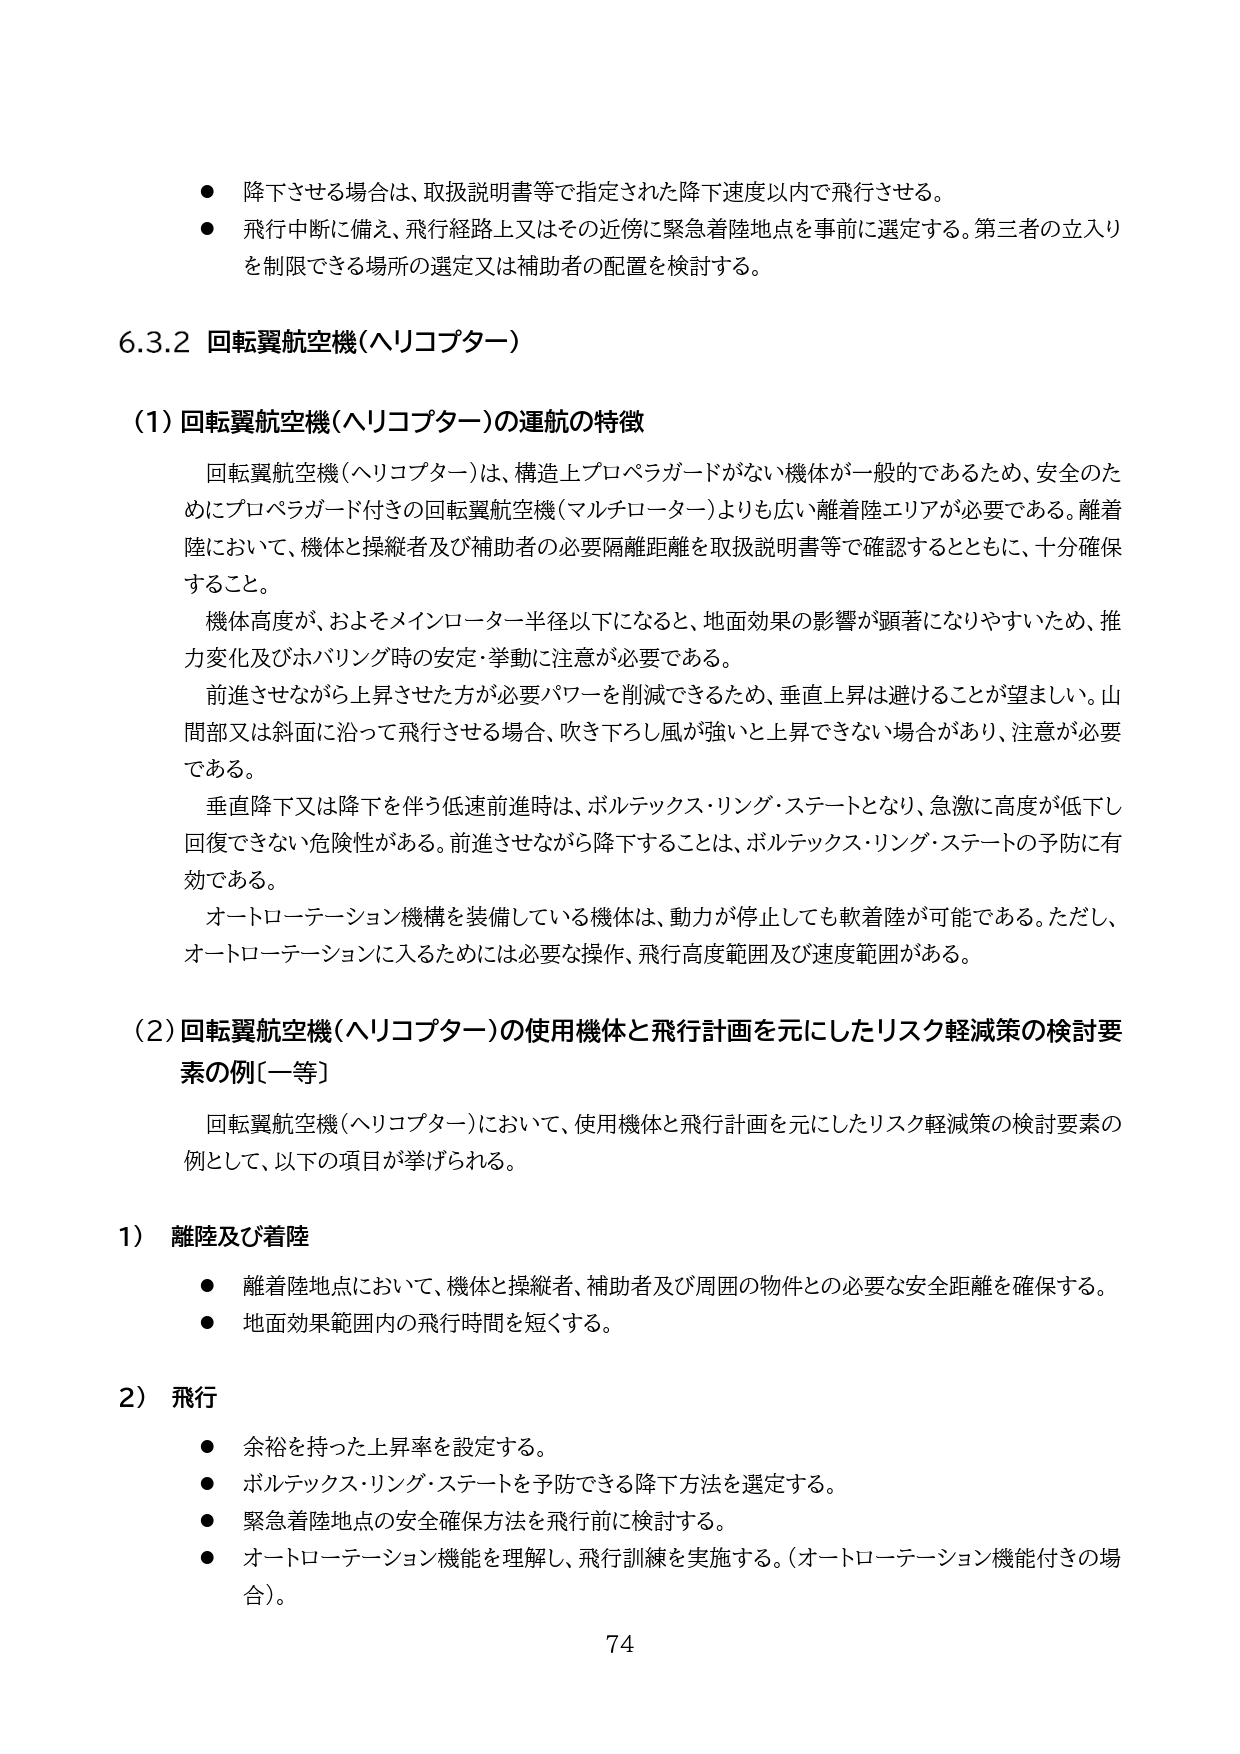 ● 降下させる場合は、取扱説明書等で指定された降下速度以内で飛行させる。
● 飛行中断に備え、飛行経路上又はその近傍に緊急着陸地点を事前に選定する。第三者の立入り
を制限できる場所の選定又は補助者の配置を検討する。
6.3.2 回転翼航空機(ヘリコプター)
(1) 回転翼航空機(ヘリコプター)の運航の特徴
回転翼航空機(ヘリコプター)は、構造上プロペラガードがない機体が一般的であるため、安全のた
めにプロペラガード付きの回転翼航空機(マルチローター)よりも広い離着陸エリアが必要である。離着
陸において、機体と操縦者及び補助者の必要隔離距離を取扱説明書等で確認するとともに、十分確保
すること。
機体高度が、およそメインローター半径以下になると、地面効果の影響が顕著になりやすいため、推
力変化及びホバリング時の安定・挙動に注意が必要である。
前進させながら上昇させた方が必要パワーを削減できるため、垂直上昇は避けることが望ましい。山
間部又は斜面に沿って飛行させる場合、吹き下ろし風が強いと上昇できない場合があり、注意が必要
である。
垂直降下又は降下を伴う低速前進時は、ボルテックス・リング・ステートとなり、急激に高度が低下し
回復できない危険性がある。前進させながら降下することは、ボルテックス・リング・ステートの予防に有
効である。
オートローテーション機構を装備している機体は、動力が停止しても軟着陸が可能である。ただし、
オートローテーションに入るためには必要な操作、飛行高度範囲及び速度範囲がある。
(2) 回転翼航空機(ヘリコプター)の使用機体と飛行計画を元にしたリスク軽減策の検討要
素の例〔一等〕
回転翼航空機(ヘリコプター)において、使用機体と飛行計画を元にしたリスク軽減策の検討要素の
例として、以下の項目が挙げられる。
1) 離陸及び着陸
● 離着陸地点において、機体と操縦者、補助者及び周囲の物件との必要な安全距離を確保する。
● 地面効果範囲内の飛行時間を短くする。
2) 飛行
● 余裕を持った上昇率を設定する。
● ボルテックス・リング・ステートを予防できる降下方法を選定する。
● 緊急着陸地点の安全確保方法を飛行前に検討する。
● オートローテーション機能を理解し、飛行訓練を実施する。(オートローテーション機能付きの場
合)。
74